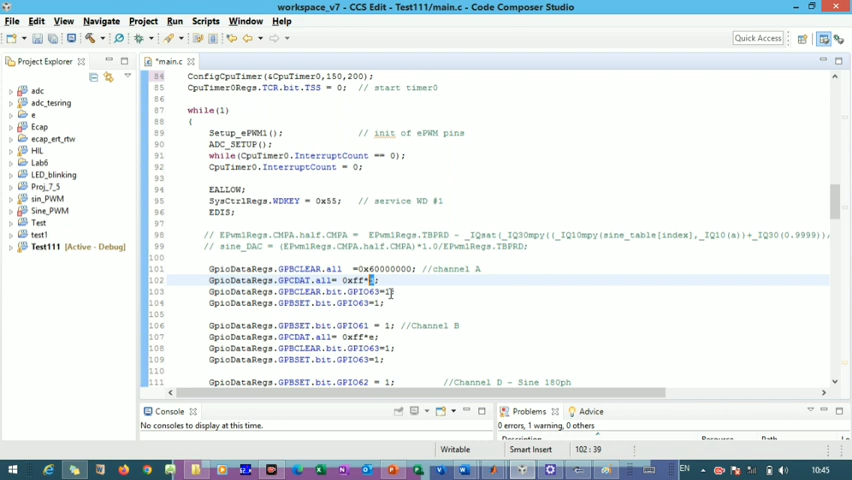 workspace_v7 - CCS Edit - Test111/main.c - Code Composer Studio
File Edit View Navigate Project Run Scripts Window Help
Quick Access
Project Explorer
*main.c
adc
adc_tesring
e
Ecap
ecap_ert_rtw
HIL
Lab6
LED_blinking
Proj_7_5
sin_PWM
Sine_PWM
Test
test1
Test111 [Active - Debug]
84 ConfigCpuTimer(&CpuTimer0,150,200);
85 CpuTimer0Regs.TCR.bit.TSS = 0; // start timer0
86
87 while(1)
88 {
89 Setup_ePWM1(); // init of ePWM pins
90 ADC_SETUP();
91 while(CpuTimer0.InterruptCount == 0);
92 CpuTimer0.InterruptCount = 0;
93
94 EALLOW;
95 SysCtrlRegs.WDKEY = 0x55; // service WD #1
96 EDIS;
97
98 // EPwm1Regs.CMPA.half.CMPA = EPwm1Regs.TBPRD - _IQsat(_IQ30mpy((_IQ10mpy(sine_table[index],_IQ10(a))+_IQ30(0.9999)),
99 // sine_DAC = (EPwm1Regs.CMPA.half.CMPA)*1.0/EPwm1Regs.TBPRD;
100
101 GpioDataRegs.GPBCLEAR.all =0x60000000; //channel A
102 GpioDataRegs.GPCDAT.all= 0xff* ;
103 GpioDataRegs.GPBCLEAR.bit.GPIO63=1;
104 GpioDataRegs.GPBSET.bit.GPIO63=1;
105
106 GpioDataRegs.GPBSET.bit.GPIO61 = 1; //Channel B
107 GpioDataRegs.GPCDAT.all= 0xff*e;
108 GpioDataRegs.GPBCLEAR.bit.GPIO63=1;
109 GpioDataRegs.GPBSET.bit.GPIO63=1;
110
111 GpioDataRegs.GPBSET.bit.GPIO62 = 1; //Channel D - Sine 180ph
Console
No consoles to display at this time.
Problems Advice
0 errors, 1 warning, 0 others
Description Resource Path
Writable Smart Insert 102 : 39
EN 10:45